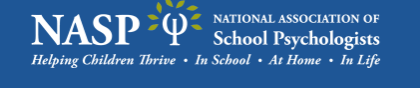 NASP NATIONAL ASSOCIATION OF
School Psychologists
Helping Children Thrive • In School • At Home • In Life